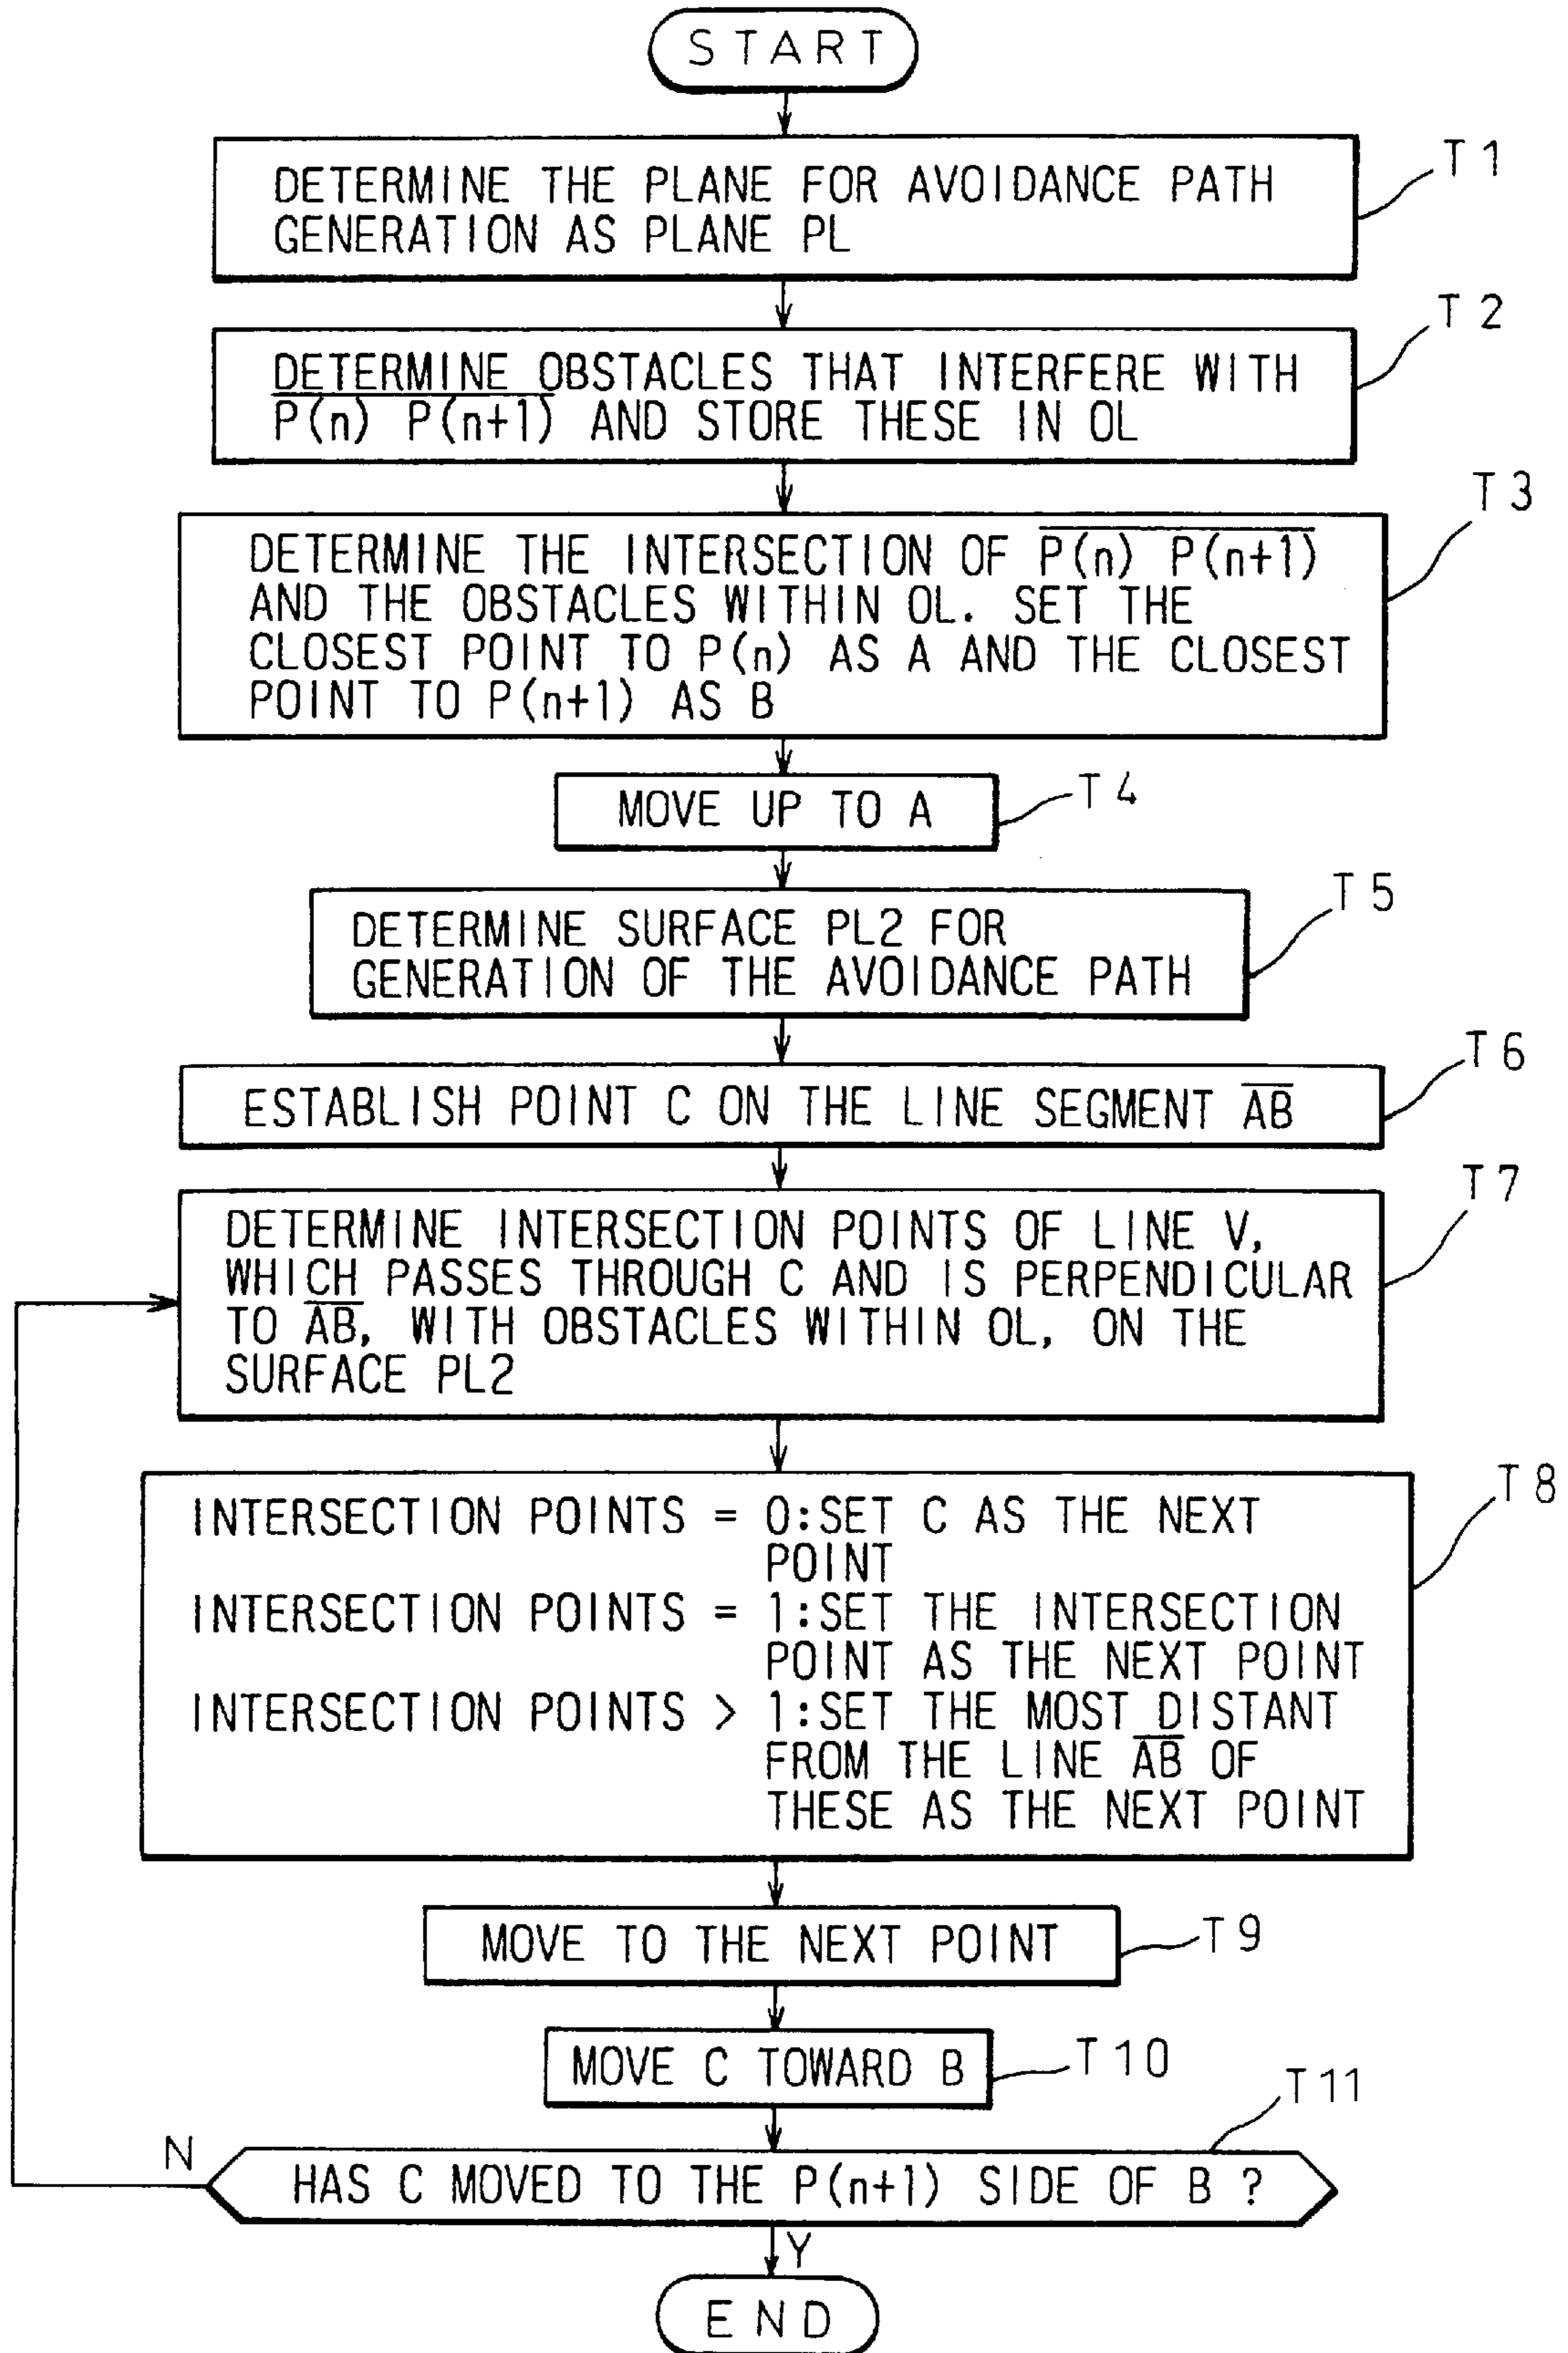 START
T1
DETERMINE THE PLANE FOR AVOIDANCE PATH
GENERATION AS PLANE PL
T2
DETERMINE OBSTACLES THAT INTERFERE WITH
P(n) P(n+1) AND STORE THESE IN OL
T3
DETERMINE THE INTERSECTION OF P(n) P(n+1)
AND THE OBSTACLES WITHIN OL. SET THE
CLOSEST POINT TO P(n) AS A AND THE CLOSEST
POINT TO P(n+1) AS B
MOVE UP TO A
T4
T5
DETERMINE SURFACE PL2 FOR
GENERATION OF THE AVOIDANCE PATH
T6
ESTABLISH POINT C ON THE LINE SEGMENT AB
T7
DETERMINE INTERSECTION POINTS OF LINE V,
WHICH PASSES THROUGH C AND IS PERPENDICULAR
TO AB, WITH OBSTACLES WITHIN OL, ON THE
SURFACE PL2
T8
INTERSECTION POINTS = 0:SET C AS THE NEXT
POINT
INTERSECTION POINTS = 1:SET THE INTERSECTION
POINT AS THE NEXT POINT
INTERSECTION POINTS > 1:SET THE MOST DISTANT
FROM THE LINE AB OF
THESE AS THE NEXT POINT
MOVE TO THE NEXT POINT
T9
MOVE C TOWARD B
T10
T11
N
HAS C MOVED TO THE P(n+1) SIDE OF B ?
Y
END